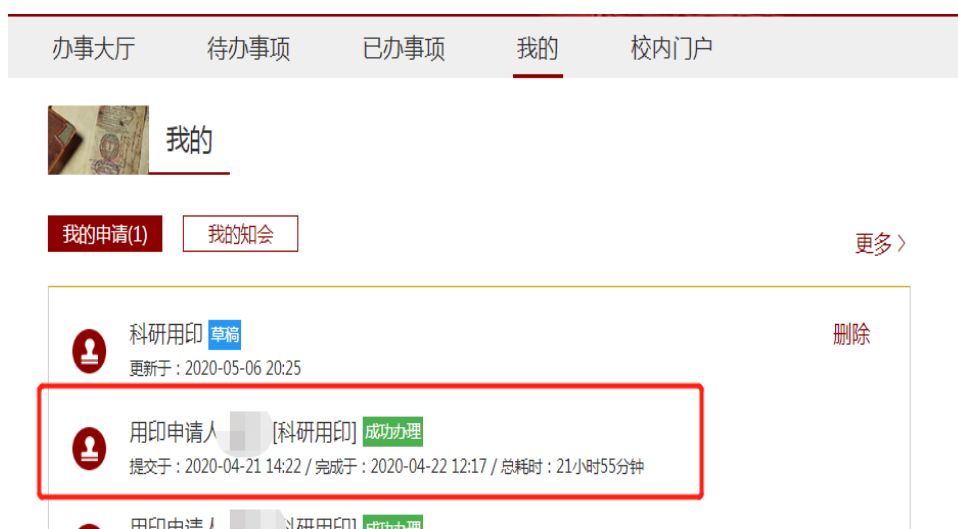 办事大厅 待办事项 已办事项 我的 校内门户
我的
我的申请(1) 我的知会
更多〉
科研用印 草稿 删除
更新于：2020-05-06 20:25
用印申请人 [科研用印] 成功办理
提交于：2020-04-21 14:22 / 完成于：2020-04-22 12:17 / 总耗时：21小时55分钟
用印申请人 科研用印] 成功办理